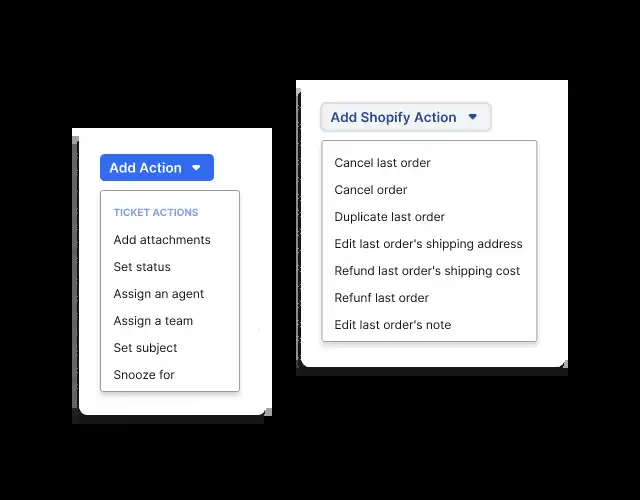 Add Action
TICKET ACTIONS
Add attachments
Set status
Assign an agent
Assign a team
Set subject
Snooze for
Add Shopify Action
Cancel last order
Cancel order
Duplicate last order
Edit last order's shipping address
Refund last order's shipping cost
Refunf last order
Edit last order's note